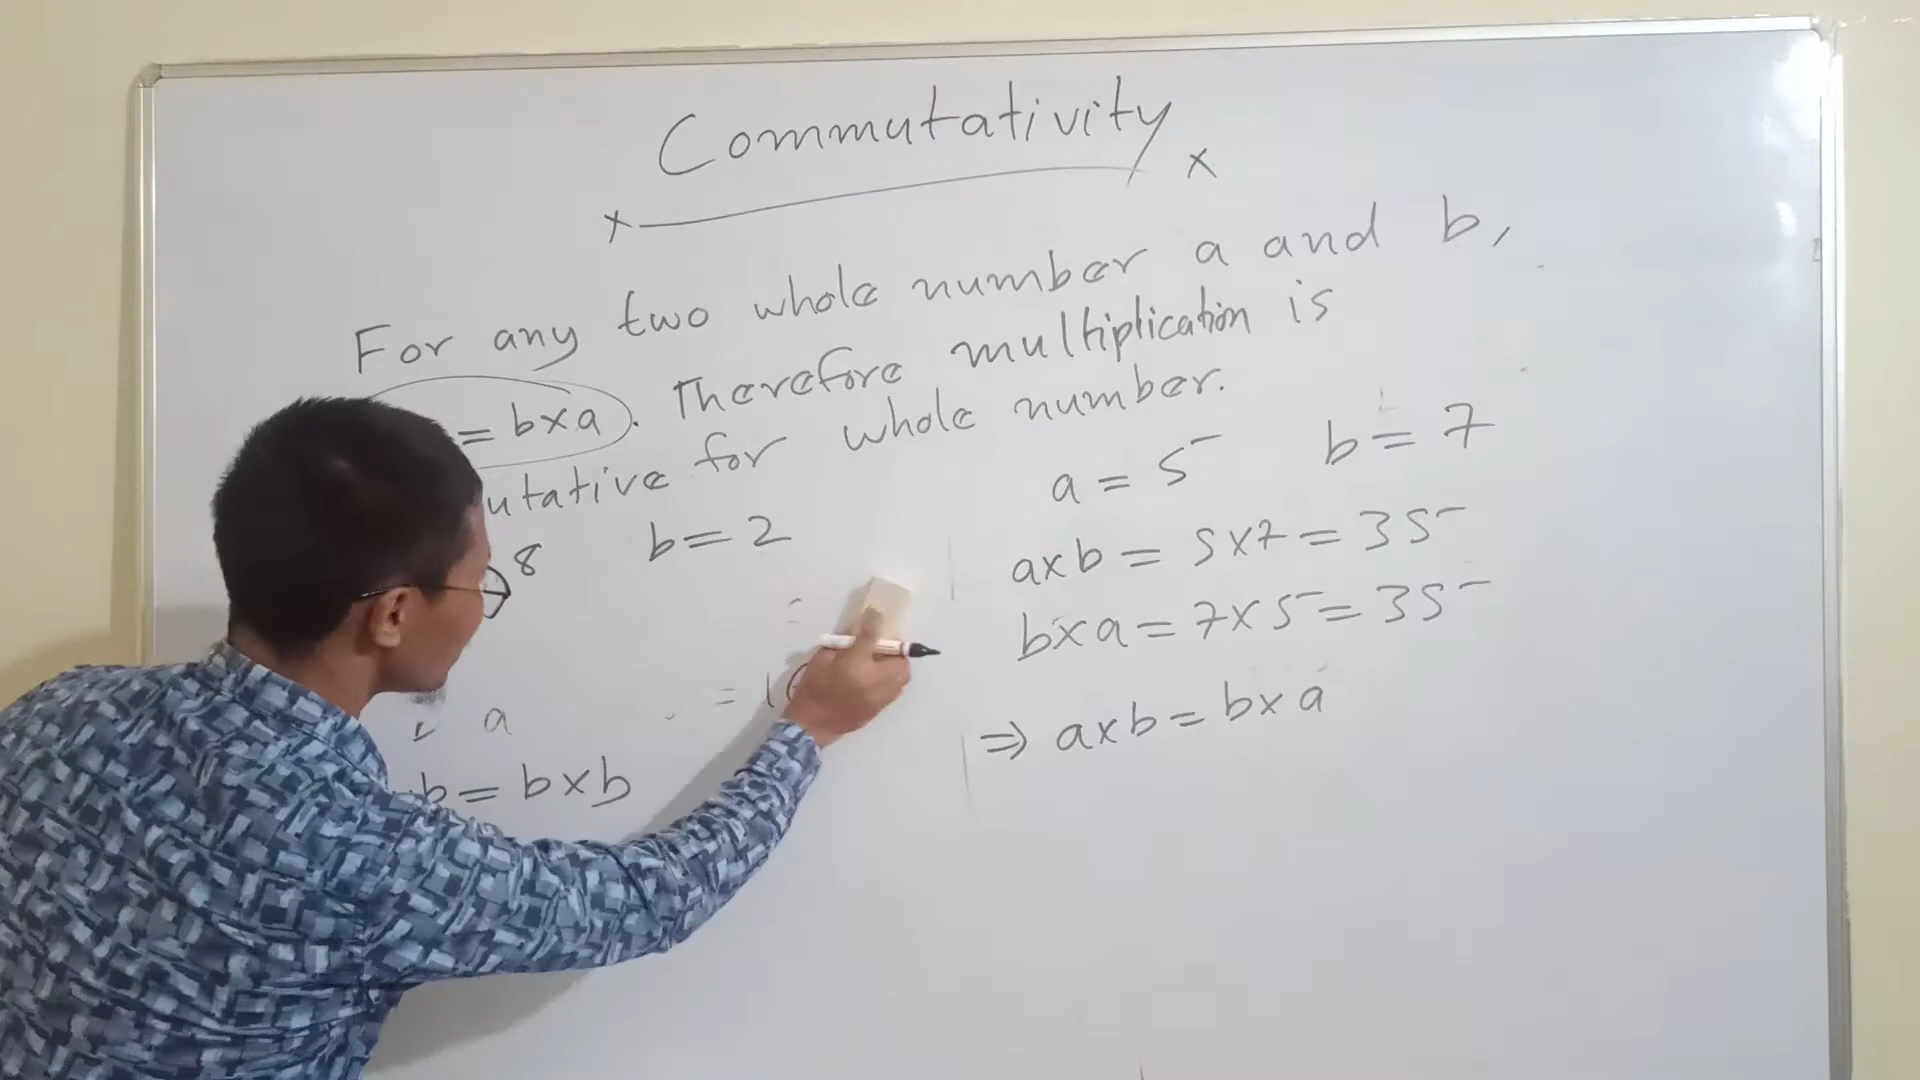 Commutativity
For any two whole number a and b,
= b×a). Therefore multiplication is
utative for whole number.
8 b=2
= 1
a
b = b×b
a = 5 b = 7
a×b = 5×7 = 35
b×a = 7×5 = 35
⇒ a×b = b×a